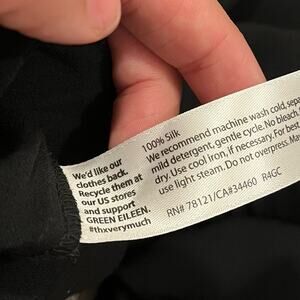 We'd like our
clothes back.
Recycle them at
our US stores
and support
GREEN EILEEN.
#thxverymuch
100% Silk
We recommend machine wash cold, sepa
mild detergent, gentle cycle. No bleach.
dry. Use cool iron, if necessary. For best
use light steam. Do not overpress. Ma
RN# 78121/CA#34460 R4GC